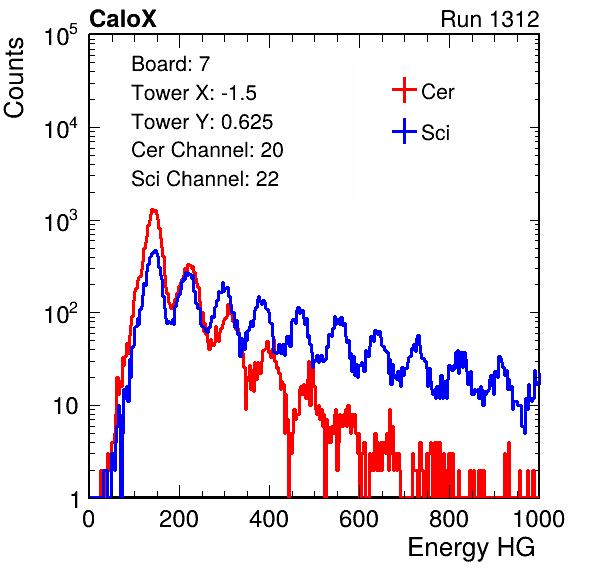 CaloX Run 1312
Counts
Board: 7
Tower X: -1.5
Tower Y: 0.625
Cer Channel: 20
Sci Channel: 22
Cer
Sci
10^5
10^4
10^3
10^2
10
1
0 200 400 600 800 1000
Energy HG